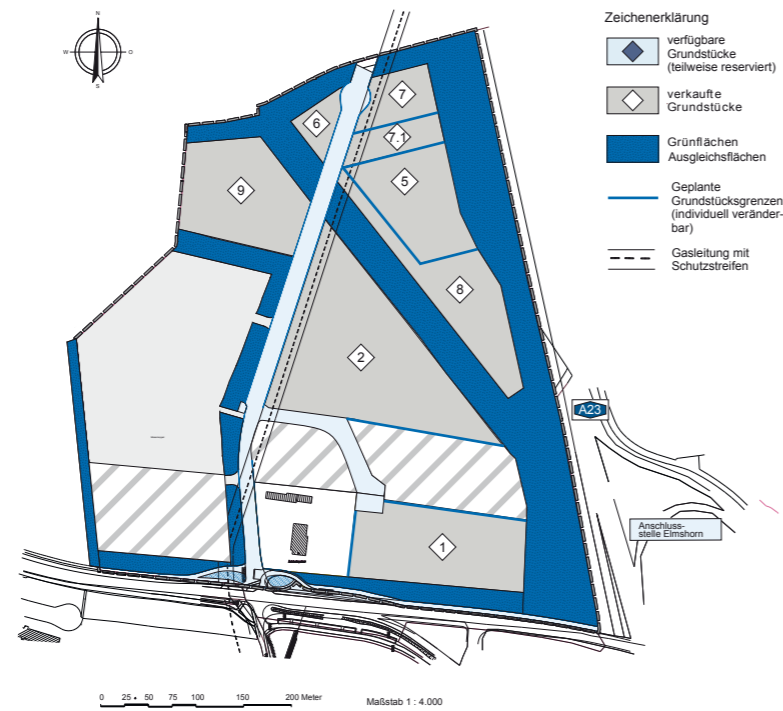 Zeichenerklärung
verfügbare
Grundstücke
(teilweise reserviert)
verkaufte
Grundstücke
Grünflächen
Ausgleichsflächen
Geplante
Grundstücksgrenzen
(individuell veränder-
bar)
Gasleitung mit
Schutzstreifen
N
W O
S
7
6
7.1
5
9
8
2
A23
Anschluss-
stelle Elmshorn
1
0 25 50 75 100 150 200 Meter
Maßstab 1 : 4.000